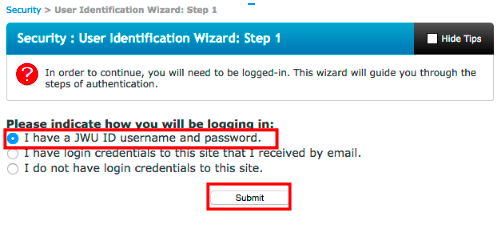 Security > User Identification Wizard: Step 1
Security : User Identification Wizard: Step 1
Hide Tips
?
In order to continue, you will need to be logged-in. This wizard will guide you through the
steps of authentication.
Please indicate how you will be logging in:
I have a JWU ID username and password.
I have login credentials to this site that I received by email.
I do not have login credentials to this site.
Submit